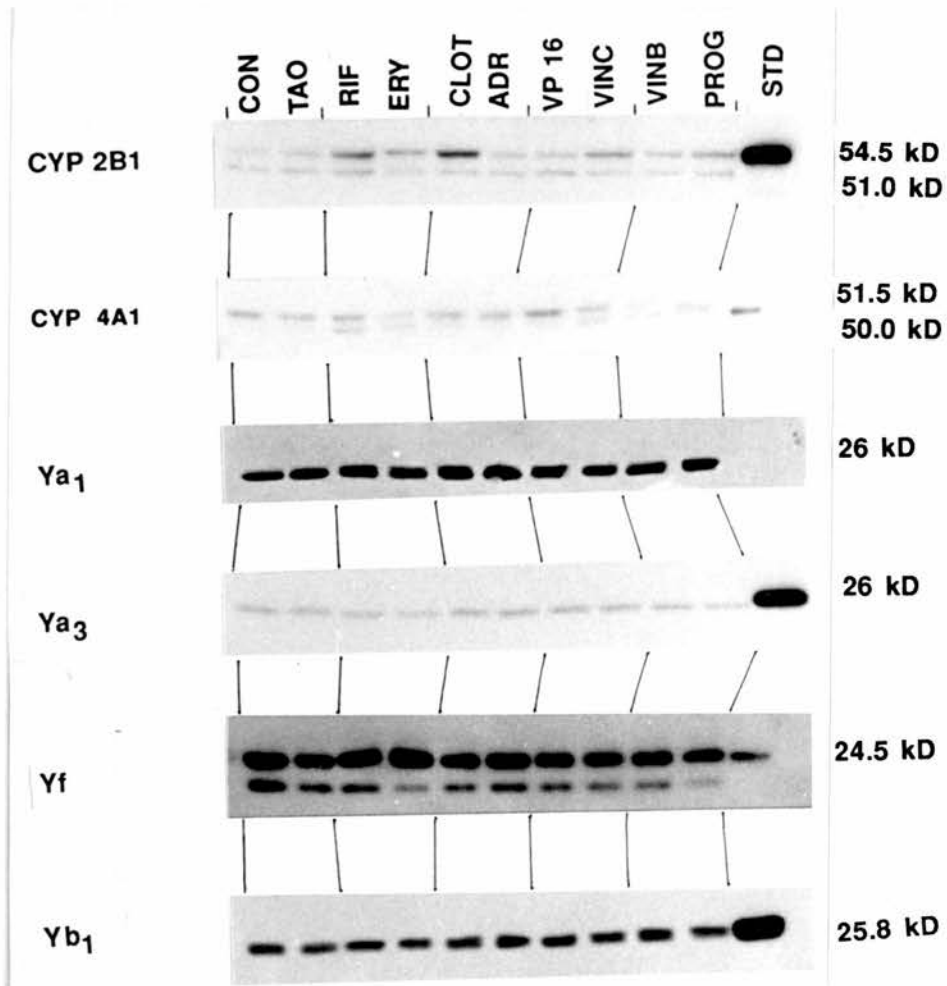 CON TAO RIF ERY CLOT ADR VP 16 VINC VINB PROG STD
CYP 2B1
54.5 kD
51.0 kD
CYP 4A1
51.5 kD
50.0 kD
Ya1
26 kD
Ya3
26 kD
Yf
24.5 kD
Yb1
25.8 kD